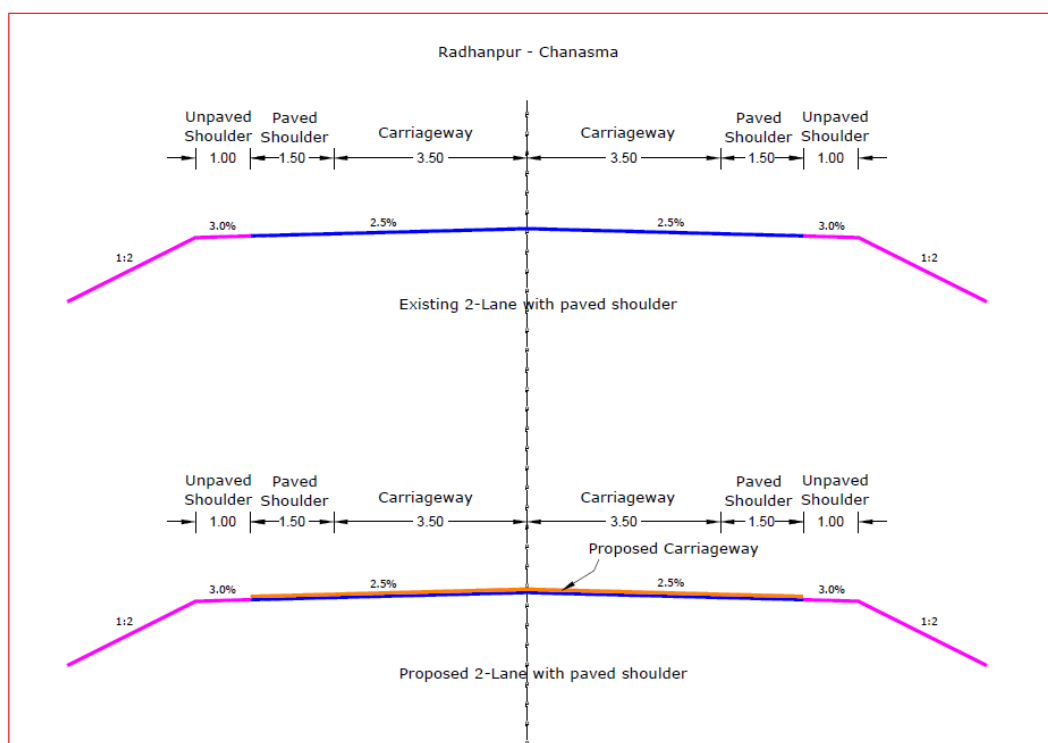 Radhanpur - Chanasma
Unpaved Shoulder
Paved Shoulder
Carriageway
Carriageway
Paved Shoulder
Unpaved Shoulder
1.00
1.50
3.50
3.50
1.50
1.00
3.0%
2.5%
2.5%
3.0%
1:2
1:2
Existing 2-Lane with paved shoulder
Unpaved Shoulder
Paved Shoulder
Carriageway
Carriageway
Paved Shoulder
Unpaved Shoulder
1.00
1.50
3.50
3.50
1.50
1.00
Proposed Carriageway
3.0%
2.5%
2.5%
3.0%
1:2
1:2
Proposed 2-Lane with paved shoulder